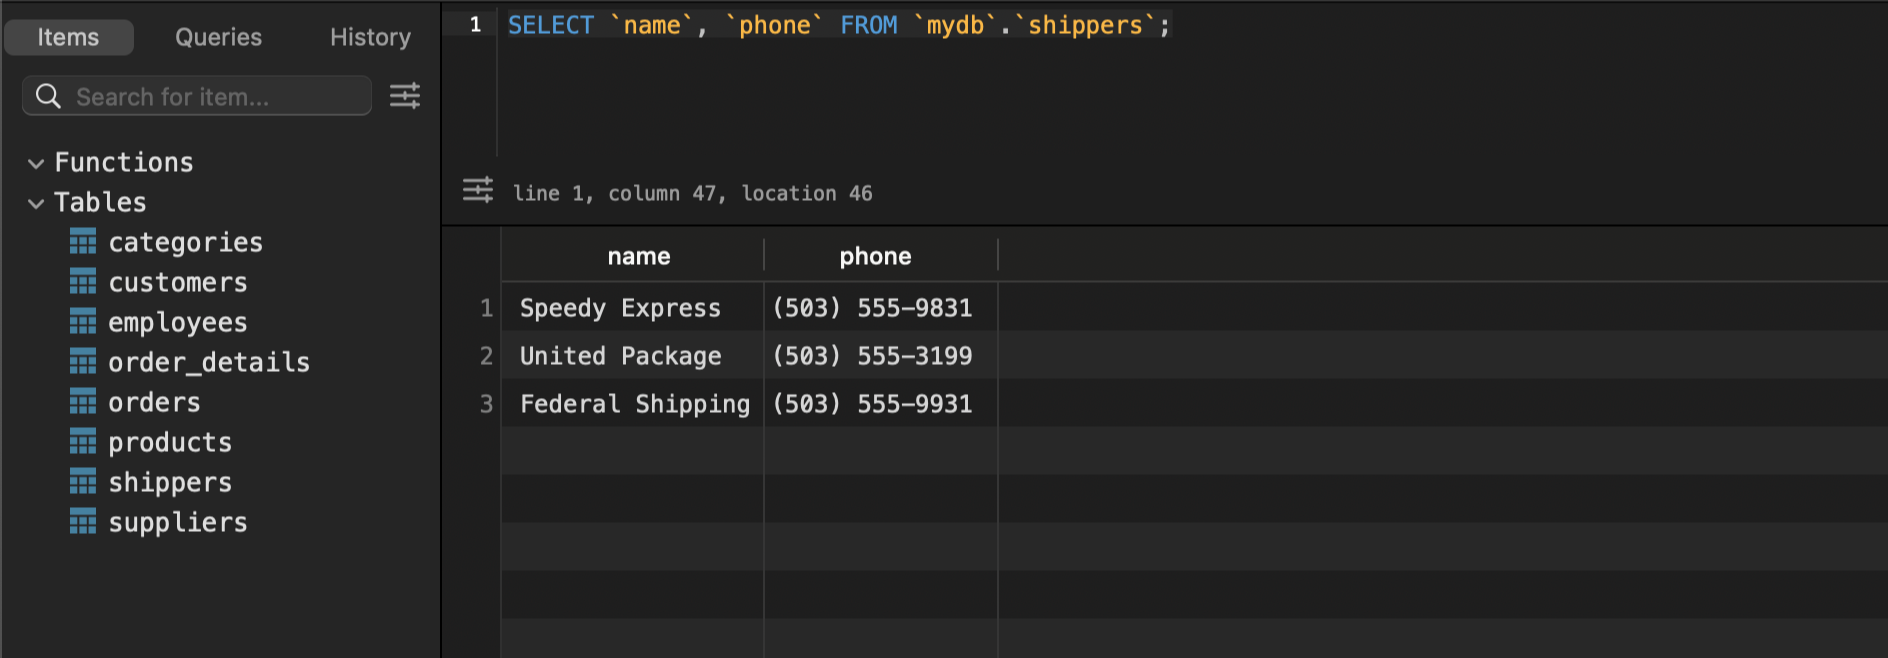 Items Queries History
Search for item...
Functions
Tables
categories
customers
employees
order_details
orders
products
shippers
suppliers
1 SELECT `name`, `phone` FROM `mydb`.`shippers`;
line 1, column 47, location 46
name phone
1 Speedy Express (503) 555-9831
2 United Package (503) 555-3199
3 Federal Shipping (503) 555-9931